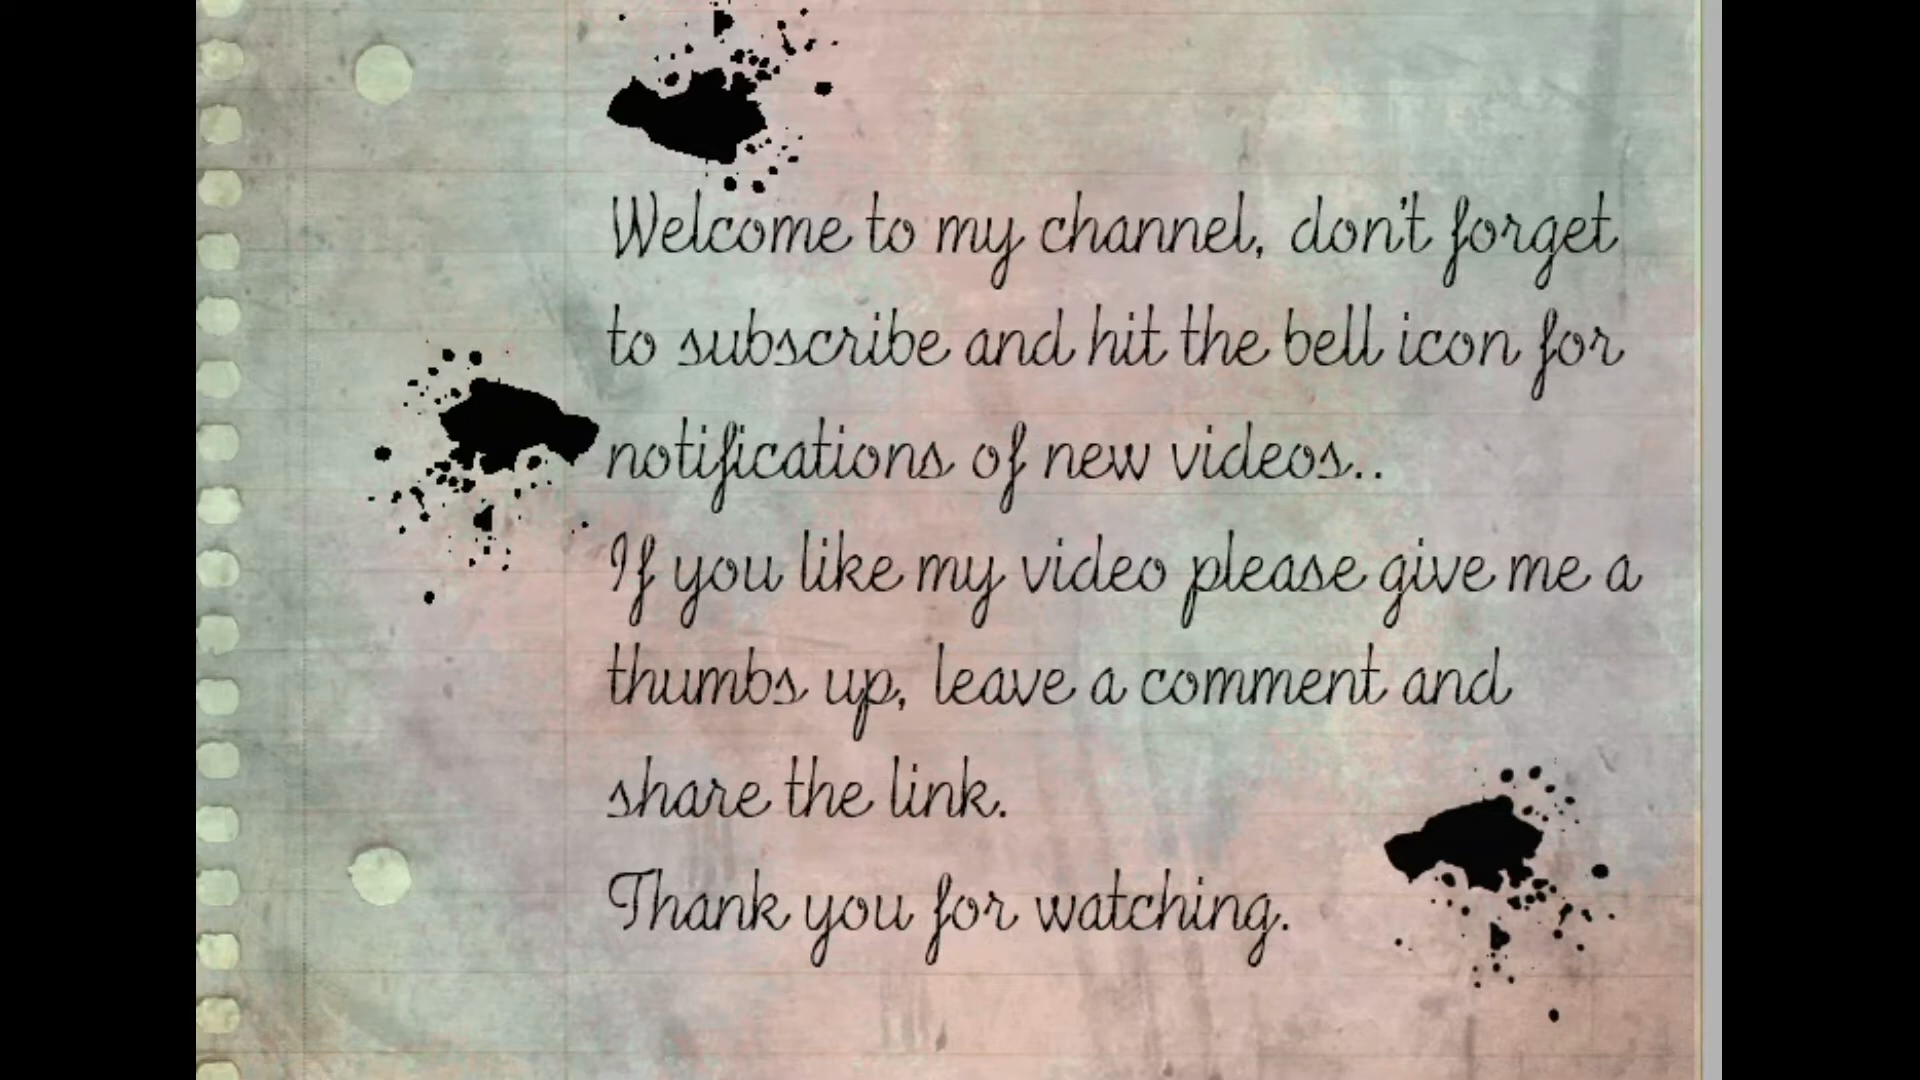 Welcome to my channel, don't forget
to subscribe and hit the bell icon for
notifications of new videos..
If you like my video please give me a
thumbs up, leave a comment and
share the link.
Thank you for watching.